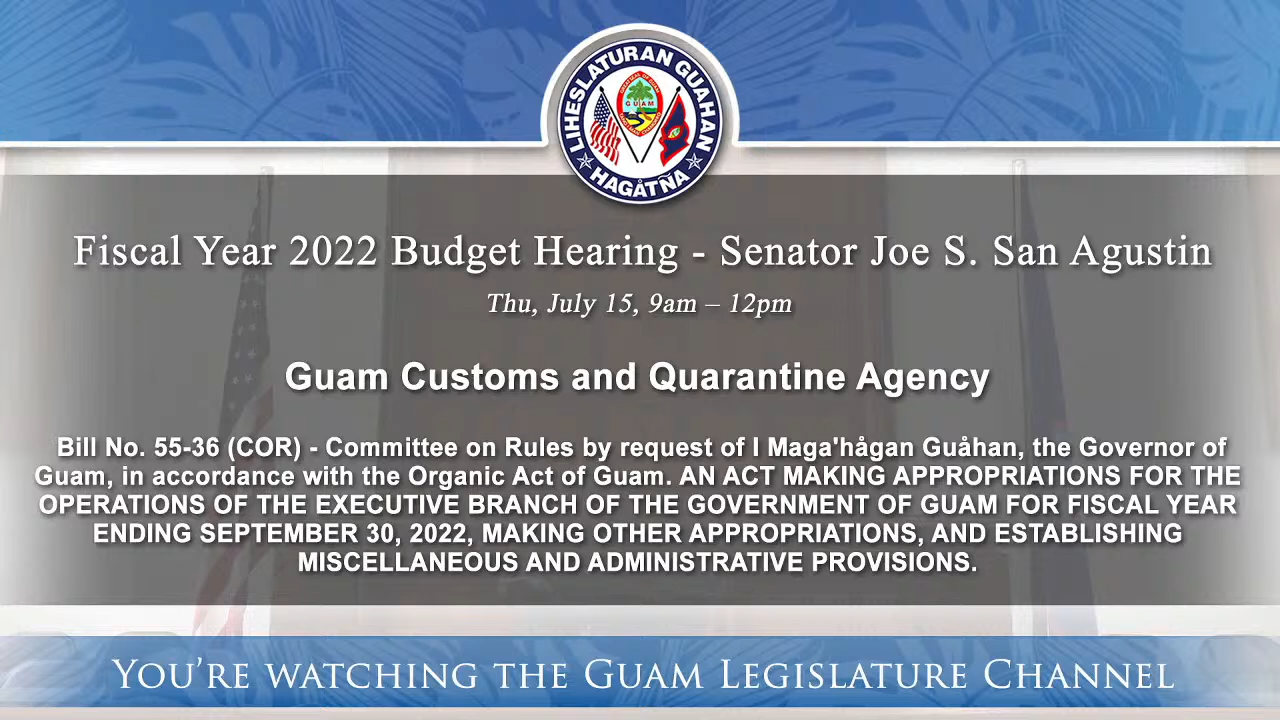 LIHESLATURAN GUAHAN
GUAM
HAGÅTÑA
Fiscal Year 2022 Budget Hearing - Senator Joe S. San Agustin
Thu, July 15, 9am – 12pm
Guam Customs and Quarantine Agency
Bill No. 55-36 (COR) - Committee on Rules by request of I Maga'hågan Guåhan, the Governor of
Guam, in accordance with the Organic Act of Guam. AN ACT MAKING APPROPRIATIONS FOR THE
OPERATIONS OF THE EXECUTIVE BRANCH OF THE GOVERNMENT OF GUAM FOR FISCAL YEAR
ENDING SEPTEMBER 30, 2022, MAKING OTHER APPROPRIATIONS, AND ESTABLISHING
MISCELLANEOUS AND ADMINISTRATIVE PROVISIONS.
YOU'RE WATCHING THE GUAM LEGISLATURE CHANNEL